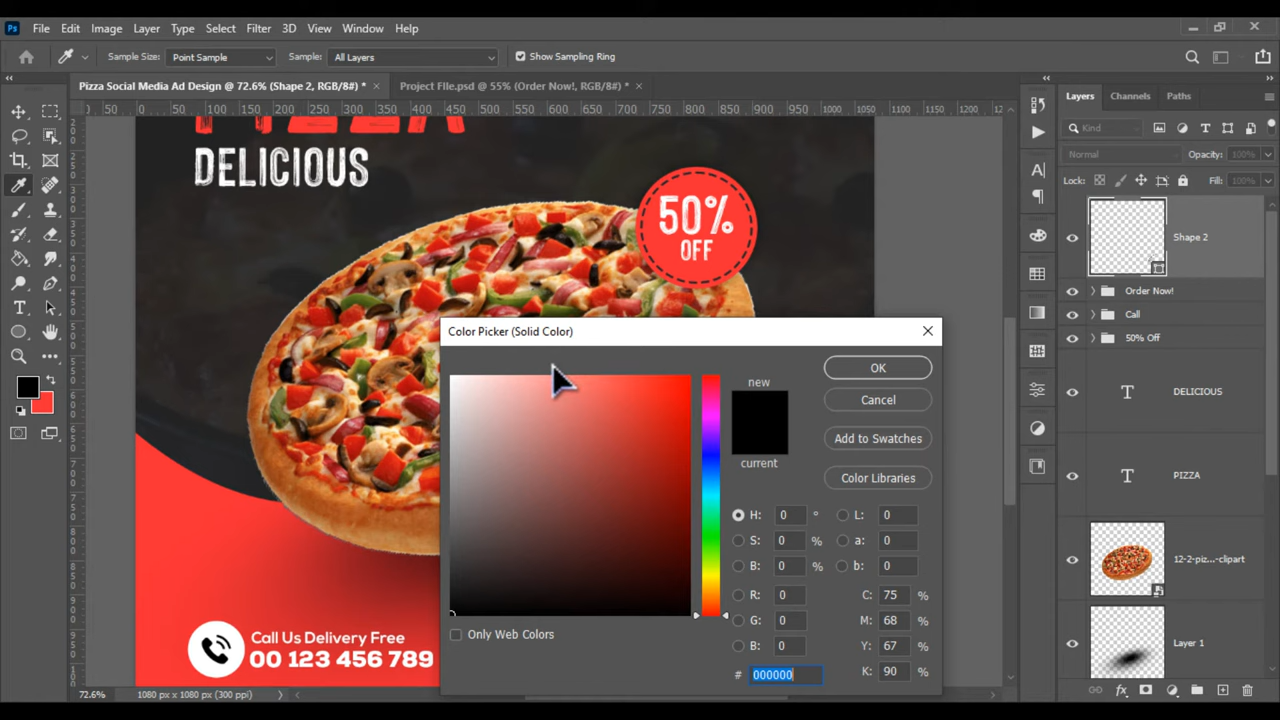 Ps File Edit Image Layer Type Select Filter 3D View Window Help
Sample Size: Point Sample Sample: All Layers Show Sampling Ring
Pizza Social Media Ad Design @ 72.6% (Shape 2, RGB/8#) * × Project FIle.psd @ 55% (Order Now!, RGB/8#) * ×
50 0 50 100 150 200 250 300 350 400 450 500 550 600 650 700 750 800 850 900 950 1000 1050 1100 1200
PIZZA
DELICIOUS
50%
OFF
Call Us Delivery Free
00 123 456 789
Color Picker (Solid Color)
new
current
OK
Cancel
Add to Swatches
Color Libraries
H: 0 ° L: 0
S: 0 % a: 0
B: 0 % b: 0
R: 0 C: 75 %
G: 0 M: 68 %
B: 0 Y: 67 %
# 000000 K: 90 %
Only Web Colors
72.6% 1080 px x 1080 px (300 ppi)
Layers Channels Paths
Kind
Normal Opacity: 100%
Lock: Fill: 100%
Shape 2
Order Now!
Call
50% Off
T DELICIOUS
T PIZZA
12-2-piz...-clipart
Layer 1
fx